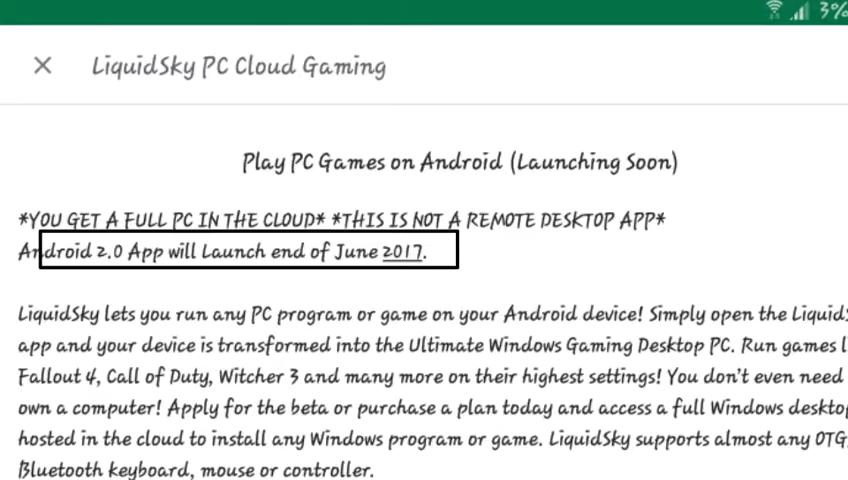 3%
LiquidSky PC Cloud Gaming
Play PC Games on Android (Launching Soon)
*YOU GET A FULL PC IN THE CLOUD* *THIS IS NOT A REMOTE DESKTOP APP*
Android 2.0 App will Launch end of June 2017.
LiquidSky lets you run any PC program or game on your Android device! Simply open the LiquidS
app and your device is transformed into the Ultimate Windows Gaming Desktop PC. Run games l
Fallout 4, Call of Duty, Witcher 3 and many more on their highest settings! You don't even need
own a computer! Apply for the beta or purchase a plan today and access a full Windows deskto
hosted in the cloud to install any Windows program or game. LiquidSky supports almost any OTG
Bluetooth keyboard, mouse or controller.